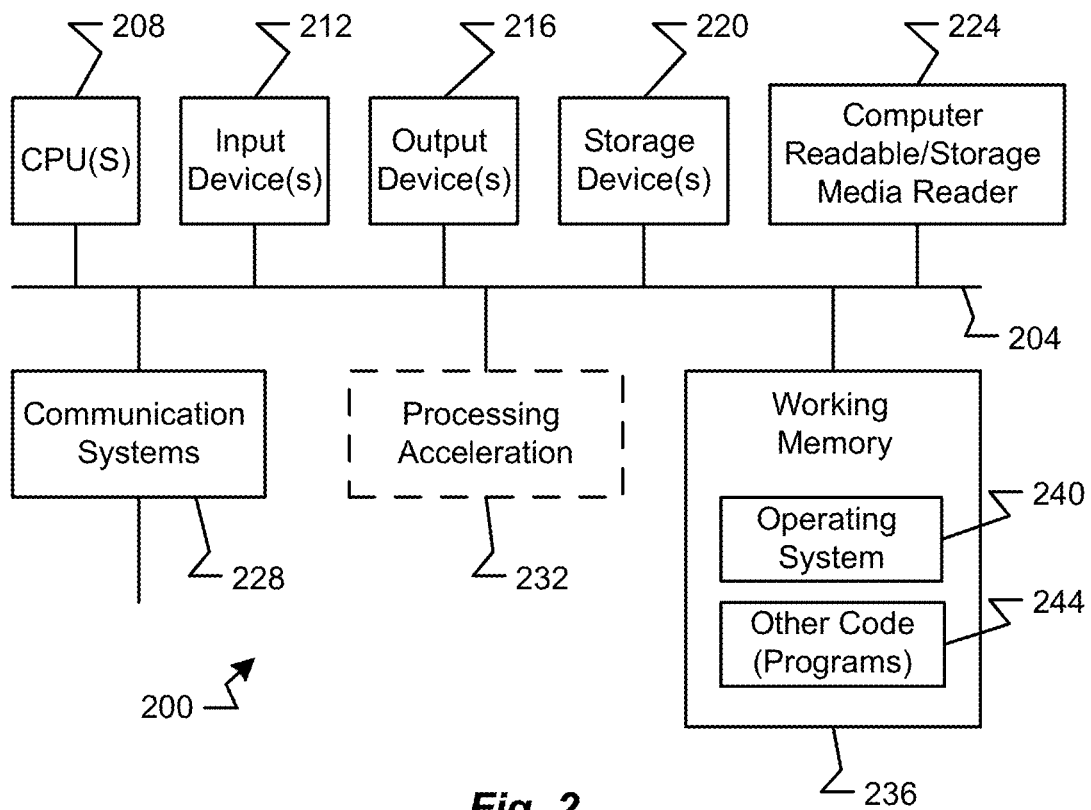 208
212
216
220
224
CPU(S)
Input
Device(s)
Output
Device(s)
Storage
Device(s)
Computer
Readable/Storage
Media Reader
204
Communication
Systems
Processing
Acceleration
Working
Memory
Operating
System
Other Code
(Programs)
240
244
228
232
200
236
Fig. 2